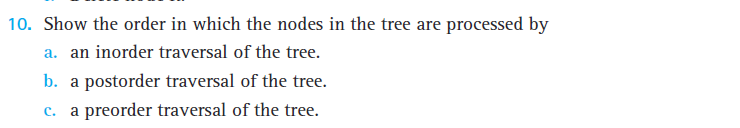 10. Show the order in which the nodes in the tree are processed by
a. an inorder traversal of the tree.
b. a postorder traversal of the tree.
c. a preorder traversal of the tree.